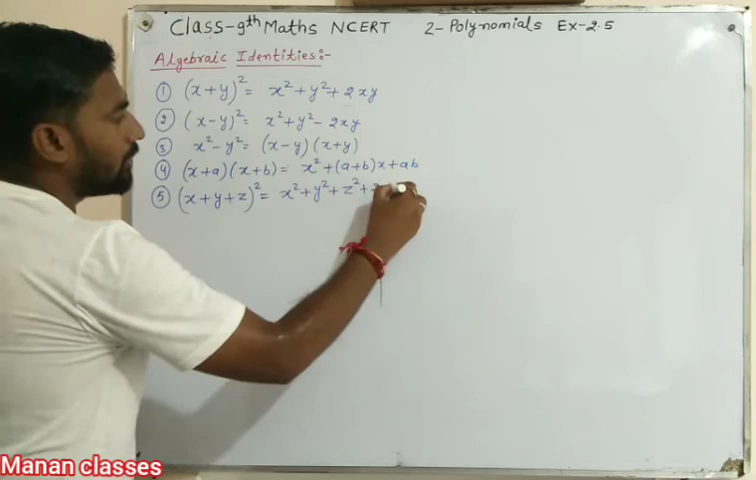 Class-9th Maths NCERT 2-Polynomials Ex-2.5
Algebraic Identities:-
① (x+y)² = x²+y²+2xy
② (x-y)² = x²+y²-2xy
③ x²-y² = (x-y)(x+y)
④ (x+a)(x+b) = x²+(a+b)x+ab
⑤ (x+y+z)² = x²+y²+z²+
Manan classes